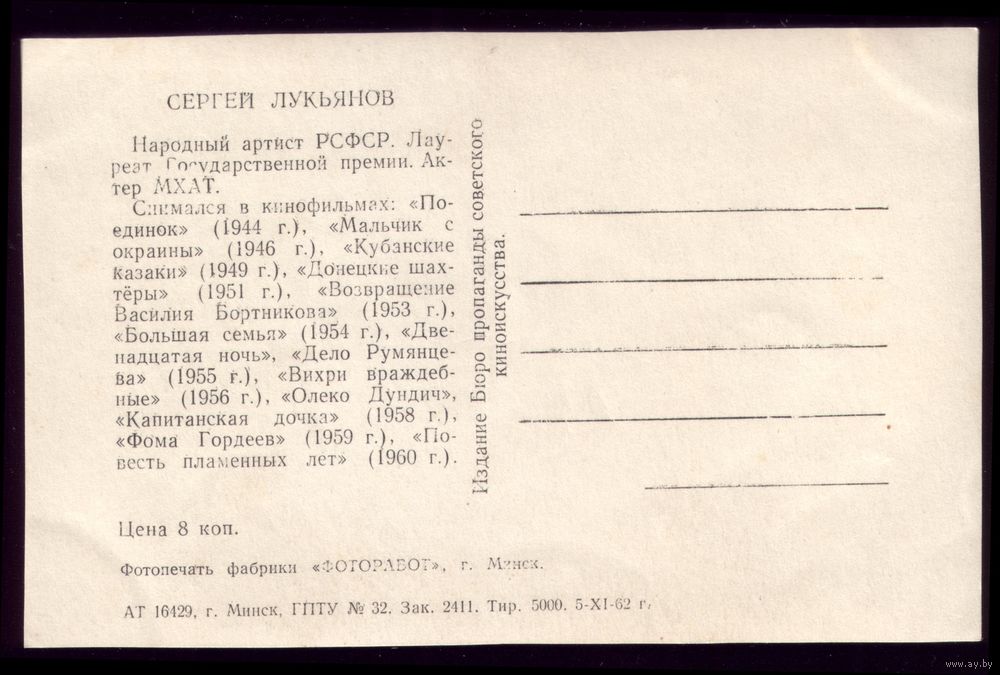 СЕРГЕЙ ЛУКЬЯНОВ
Народный артист РСФСР. Лау-
реат Государственной премии. Ак-
тер МХАТ.
Снимался в кинофильмах: «По-
единок» (1944 г.), «Мальчик с
окраины» (1946 г.), «Кубанские
казаки» (1949 г.), «Донецкие шах-
тёры» (1951 г.), «Возвращение
Василия Бортникова» (1953 г.),
«Большая семья» (1954 г.), «Две-
надцатая ночь», «Дело Румянце-
ва» (1955 г.), «Вихри враждеб-
ные» (1956 г.), «Олеко Дундич»,
«Капитанская дочка» (1958 г.),
«Фома Гордеев» (1959 г.), «По-
весть пламенных лет» (1960 г.).
Цена 8 коп.
Фотопечать фабрики «ФОТОРАБОТ», г. Минск.
АТ 16429, г. Минск, ГПТУ № 32. Зак. 2411. Тир. 5000. 5-XI-62 г.
Издание Бюро пропаганды советского
киноискусства.
www.ay.by